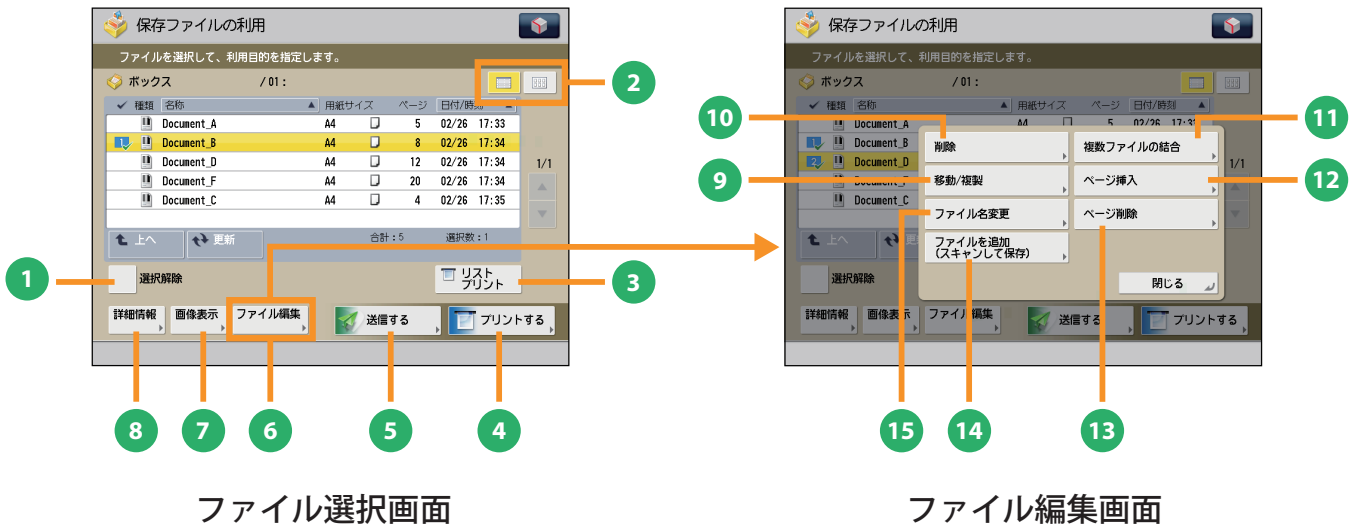 保存ファイルの利用
ファイルを選択して、利用目的を指定します。
ボックス /01:
2
✓ 種類 名称 ▲ 用紙サイズ ページ 日付/時刻 ▲
Document_A A4 5 02/26 17:33
1 Document_B A4 8 02/26 17:34
Document_D A4 12 02/26 17:34
1/1
Document_F A4 20 02/26 17:34
Document_C A4 4 02/26 17:35
上へ 更新 合計:5 選択数:1
1 選択解除
リスト
プリント
3
詳細情報 画像表示 ファイル編集 送信する プリントする
8 7 6 5 4
ファイル選択画面
保存ファイルの利用
ファイルを選択して、利用目的を指定します。
ボックス /01:
✓ 種類 名称 ▲ 用紙サイズ ページ 日付/時刻 ▲
Document_A A4 5 02/26
1 Document_B
2 Document_D
1/1
Document_C
上へ
10 削除 複数ファイルの結合 11
9 移動/複製 ページ挿入 12
ファイル名変更 ページ削除
ファイルを追加
(スキャンして保存)
閉じる
選択解除
詳細情報 画像表示 ファイル編集 送信する プリントする
15 14 13
ファイル編集画面